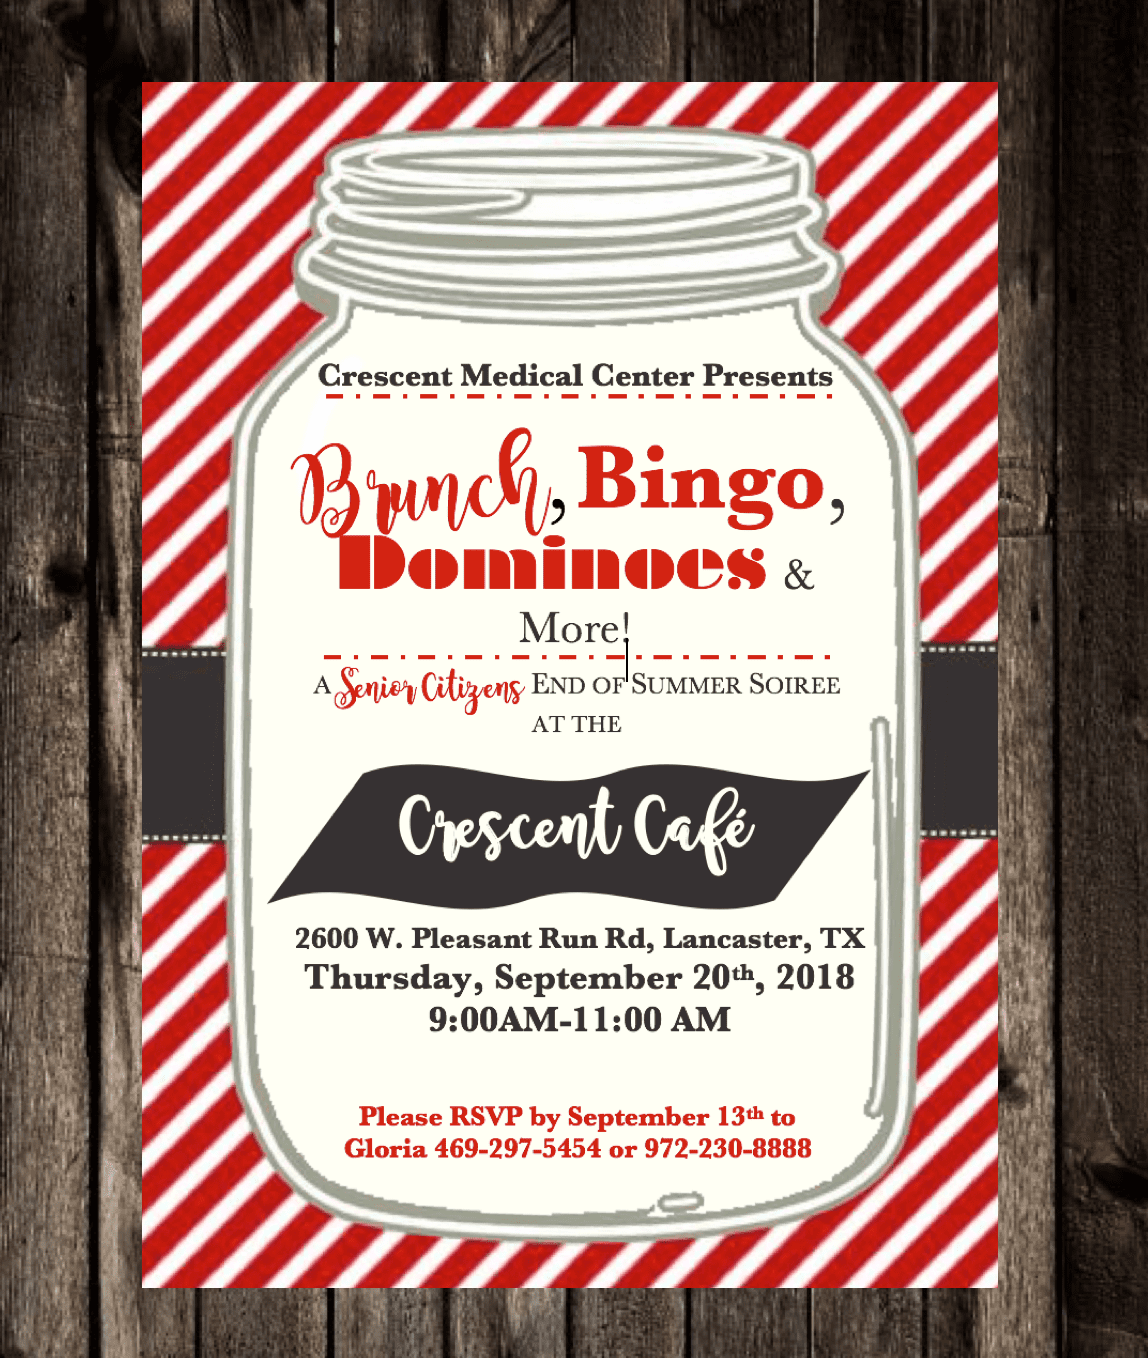 Crescent Medical Center Presents
Brunch, Bingo,
Dominoes &
More!
A Senior Citizens END OF SUMMER SOIREE
AT THE
Crescent Café
2600 W. Pleasant Run Rd, Lancaster, TX
Thursday, September 20th, 2018
9:00AM-11:00 AM
Please RSVP by September 13th to
Gloria 469-297-5454 or 972-230-8888